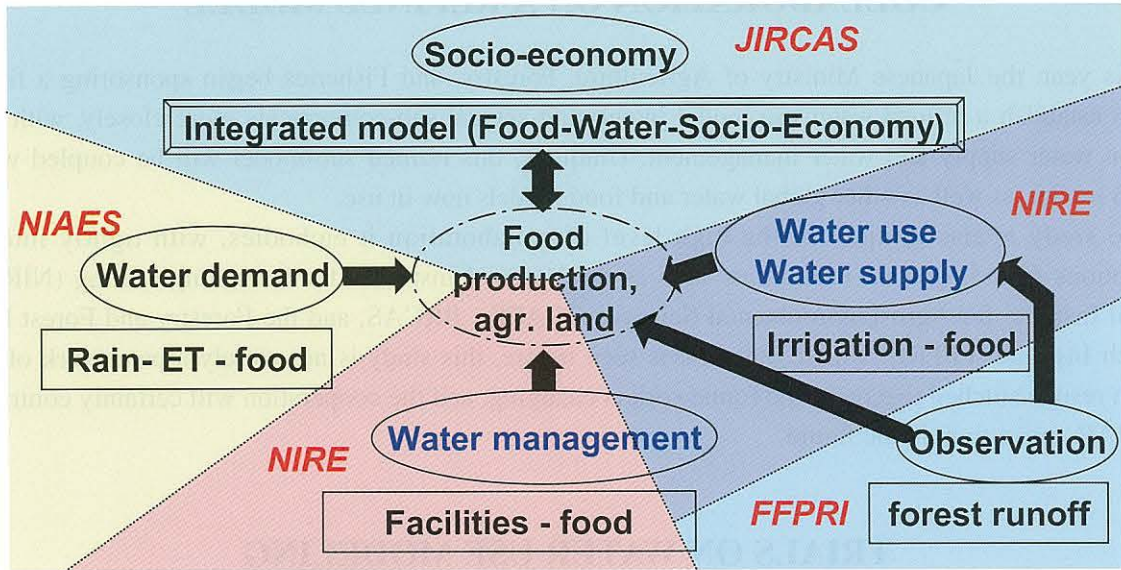 Socio-economy
JIRCAS
Integrated model (Food-Water-Socio-Economy)
NIAES
Water demand
Rain- ET - food
Food
production,
agr. land
NIRE
Water use
Water supply
Irrigation - food
NIRE
Water management
Facilities - food
Observation
FFPRI
forest runoff